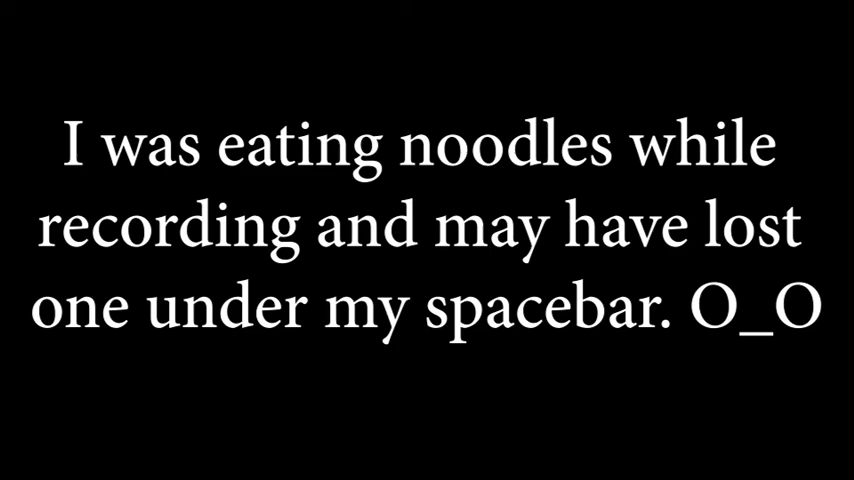 I was eating noodles while
recording and may have lost
one under my spacebar. O_O